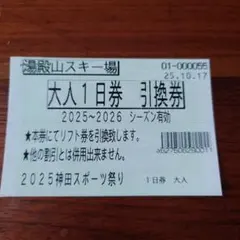 湯殿山スキー場
01-000055
25.10.17
大人1日券 引換券
2025~2026 シーズン有効
★本券にてリフト券を引換致します。
★他の割引とは併用出来ません。
2025神田スポーツ祭り
1日券 大人